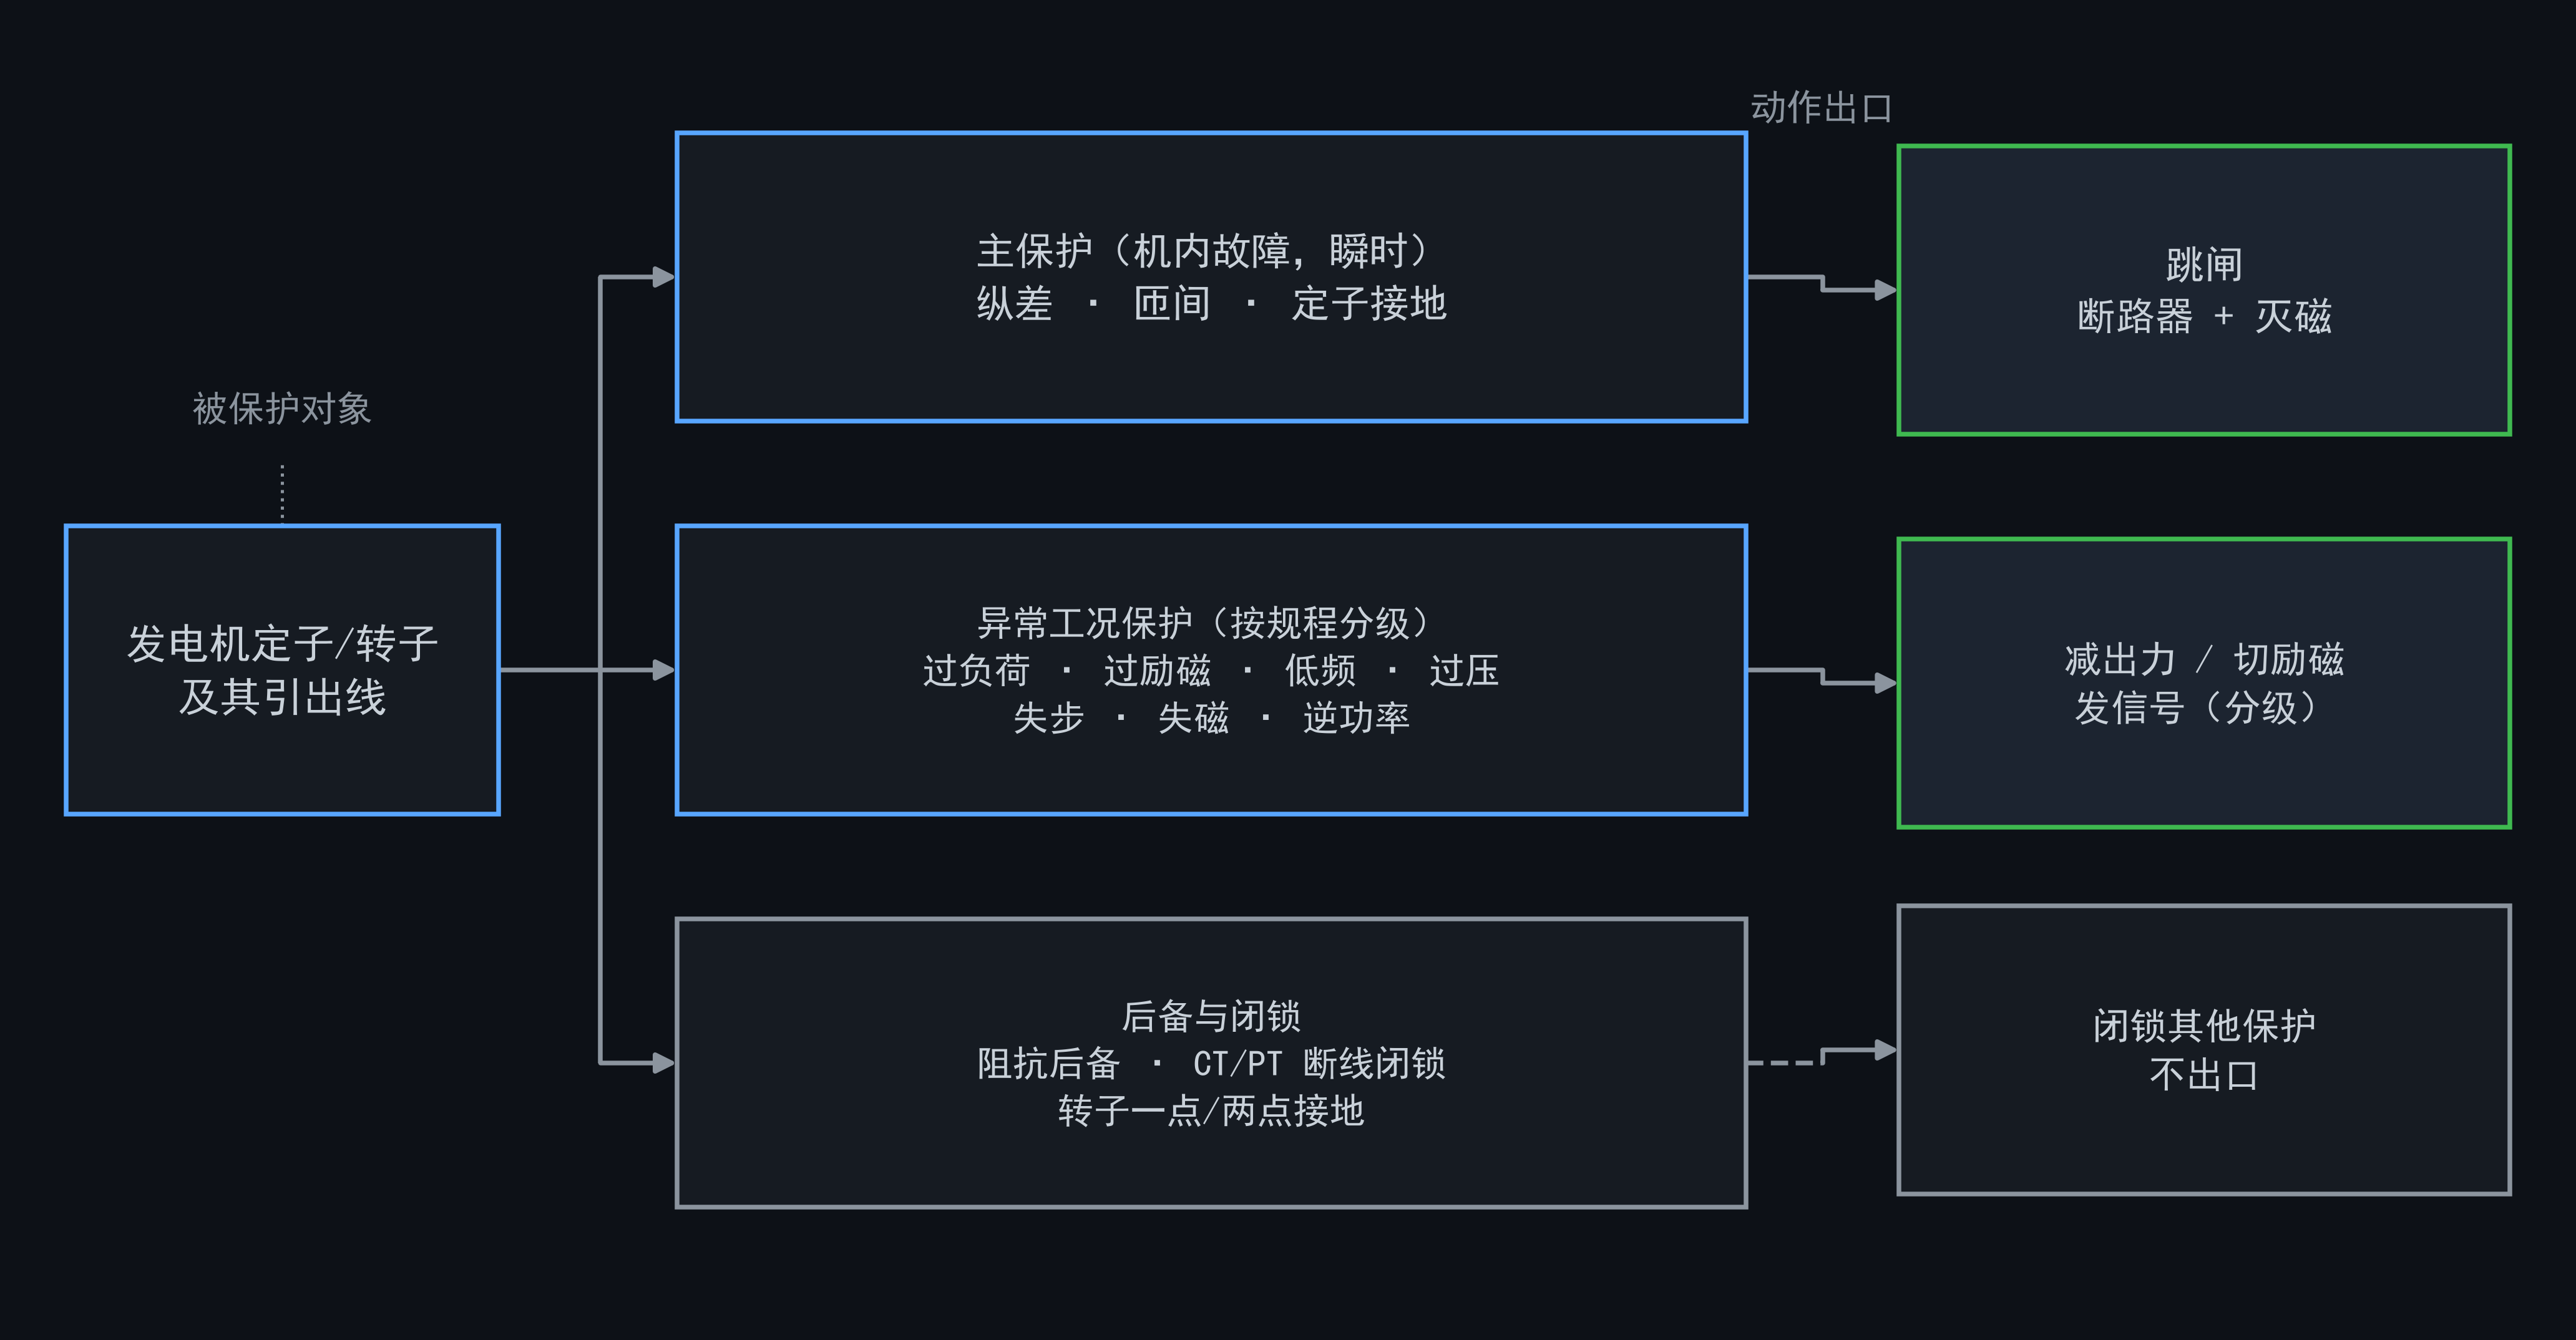 动作出口
主保护（机内故障，瞬时）
纵差 · 匝间 · 定子接地
跳闸
断路器 + 灭磁
被保护对象
发电机定子/转子
及其引出线
异常工况保护（按规程分级）
过负荷 · 过励磁 · 低频 · 过压
失步 · 失磁 · 逆功率
减出力 / 切励磁
发信号（分级）
后备与闭锁
阻抗后备 · CT/PT 断线闭锁
转子一点/两点接地
闭锁其他保护
不出口